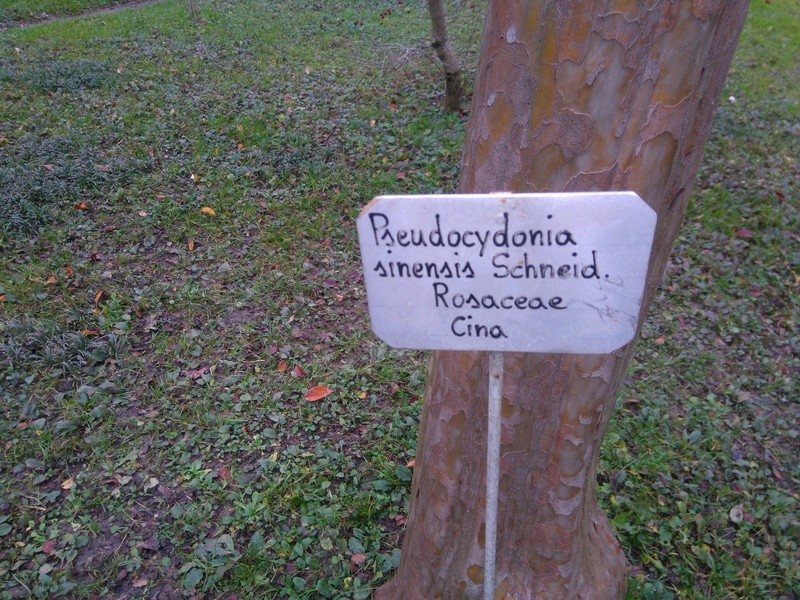 Pseudocydonia
sinensis Schneid.
Rosaceae
Cina